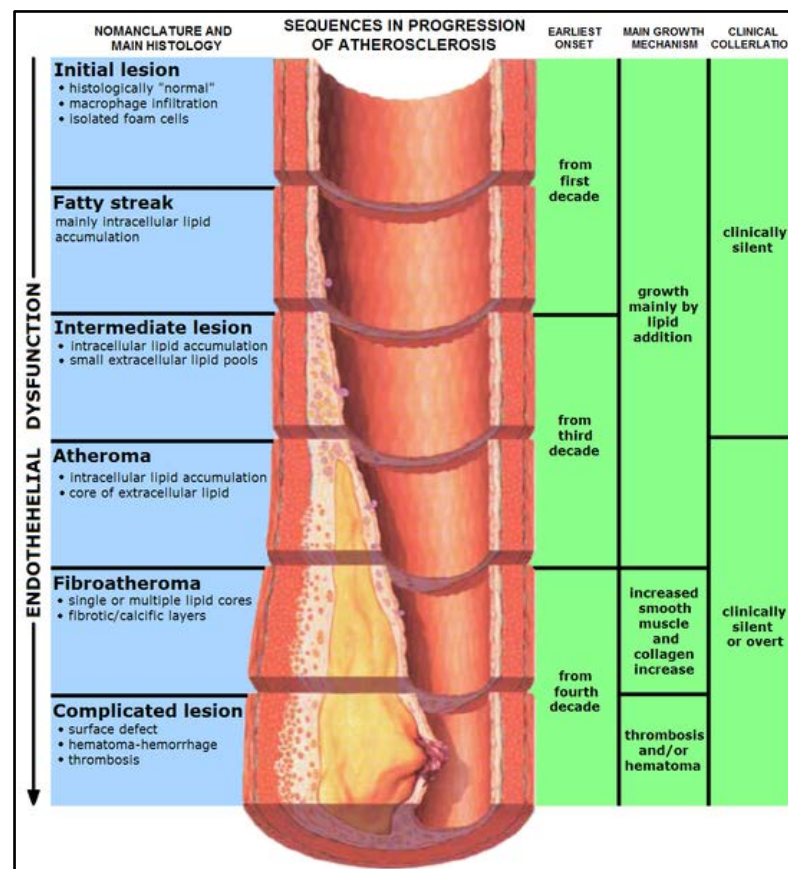 NOMANCLATURE AND
MAIN HISTOLOGY
SEQUENCES IN PROGRESSION
OF ATHEROSCLEROSIS
EARLIEST
ONSET
MAIN GROWTH
MECHANISM
CLINICAL
COLLERLATION
ENDOTHEHELIAL DYSFUNCTION
Initial lesion
• histologically "normal"
• macrophage infiltration
• isolated foam cells
Fatty streak
mainly intracellular lipid
accumulation
Intermediate lesion
• intracellular lipid accumulation
• small extracellular lipid pools
Atheroma
• intracellular lipid accumulation
• core of extracellular lipid
Fibroatheroma
• single or multiple lipid cores
• fibrotic/calcific layers
Complicated lesion
• surface defect
• hematoma-hemorrhage
• thrombosis
from
first
decade
from
third
decade
from
fourth
decade
growth
mainly by
lipid
addition
increased
smooth
muscle
and
collagen
increase
thrombosis
and/or
hematoma
clinically
silent
clinically
silent
or overt